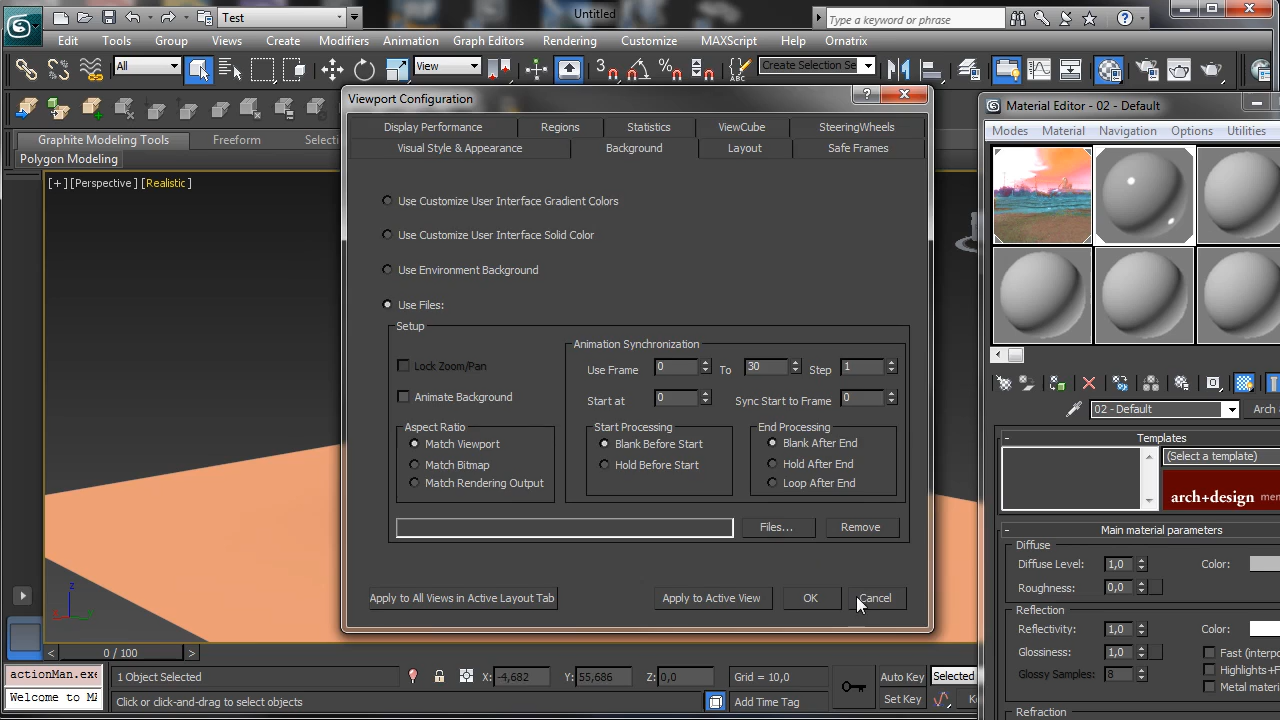 Test
Untitled
Type a keyword or phrase
Edit Tools Group Views Create Modifiers Animation Graph Editors Rendering Customize MAXScript Help Ornatrix
All
View
Create Selection Se
Graphite Modeling Tools Freeform Selecti
Polygon Modeling
[+] [Perspective] [Realistic]
Viewport Configuration
Display Performance Regions Statistics ViewCube SteeringWheels
Visual Style & Appearance Background Layout Safe Frames
Use Customize User Interface Gradient Colors
Use Customize User Interface Solid Color
Use Environment Background
Use Files:
Setup
Lock Zoom/Pan
Animate Background
Animation Synchronization
Use Frame 0 To 30 Step 1
Start at 0 Sync Start to Frame 0
Aspect Ratio
Match Viewport
Match Bitmap
Match Rendering Output
Start Processing
Blank Before Start
Hold Before Start
End Processing
Blank After End
Hold After End
Loop After End
Files... Remove
Apply to All Views in Active Layout Tab Apply to Active View OK Cancel
Material Editor - 02 - Default
Modes Material Navigation Options Utilities
02 - Default Arch
Templates
(Select a template)
arch+design men
Main material parameters
Diffuse
Diffuse Level: 1,0 Color:
Roughness: 0,0
Reflection
Reflectivity: 1,0 Color:
Glossiness: 1,0 Fast (interpo
Glossy Samples: 8 Highlights+F
Metal materi
Refraction
z
x
0 / 100
actionMan.exe
Welcome to MA
1 Object Selected
Click or click-and-drag to select objects
X: -4,682 Y: 55,686 Z: 0,0 Grid = 10,0
Add Time Tag
Auto Key Selected
Set Key